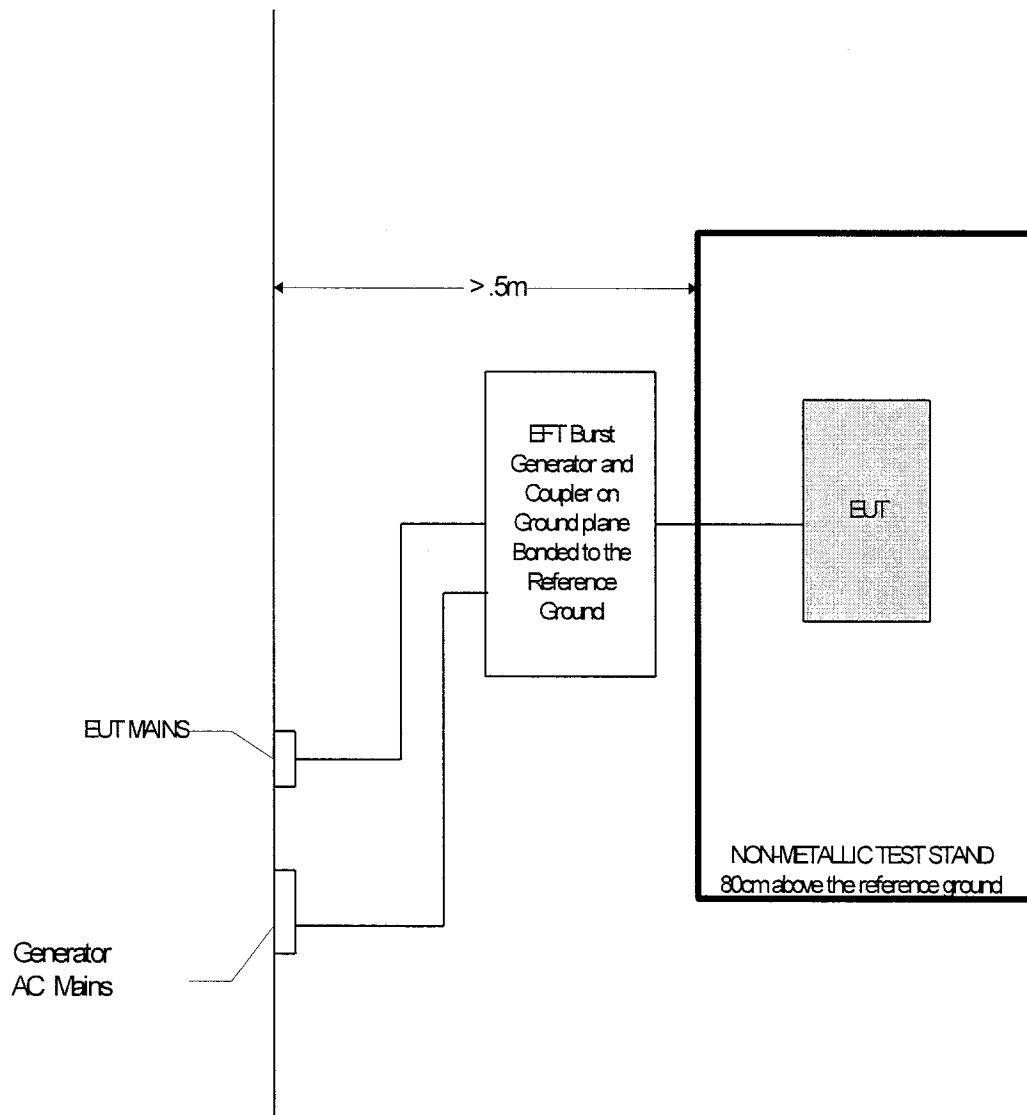 > .5m
EFT Burst
Generator and
Coupler on
Ground plane
Bonded to the
Reference
Ground
EUT
EUT MAINS
NON-METALLIC TEST STAND
80cm above the reference ground
Generator
AC Mains